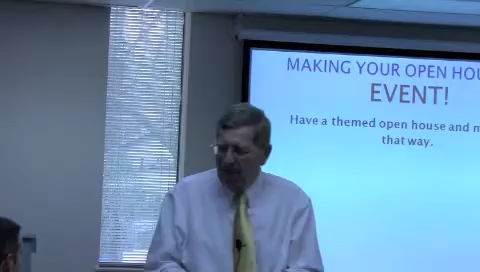 MAKING YOUR OPEN HOU
EVENT!
Have a themed open house and m
that way.